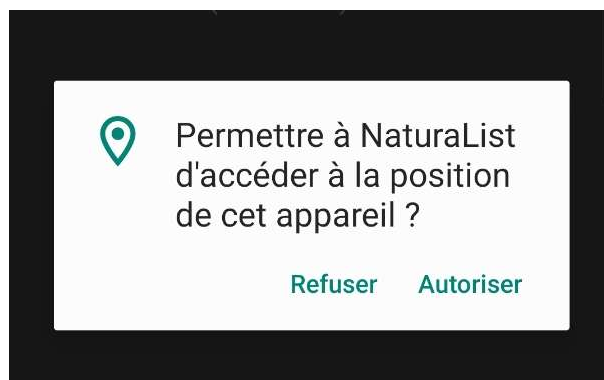 Permettre à NaturaList
d'accéder à la position
de cet appareil ?
Refuser Autoriser